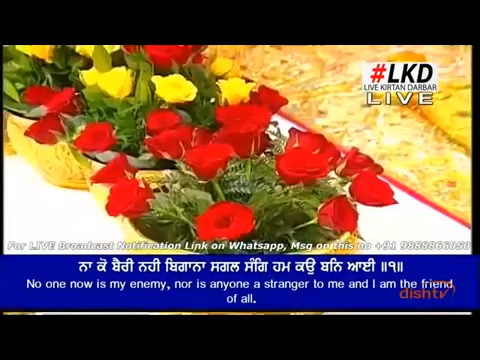 #LKD
LIVE KIRTAN DARBAR
LIVE
For LIVE Broadcast Notification Link on Whatsapp, Msg on this no +91 9888866050
ਨਾ ਕੋ ਬੈਰੀ ਨਹੀ ਬਿਗਾਨਾ ਸਗਲ ਸੰਗਿ ਹਮ ਕਉ ਬਨਿ ਆਈ ॥੧॥
No one now is my enemy, nor is anyone a stranger to me and I am the friend
of all.
dishtv